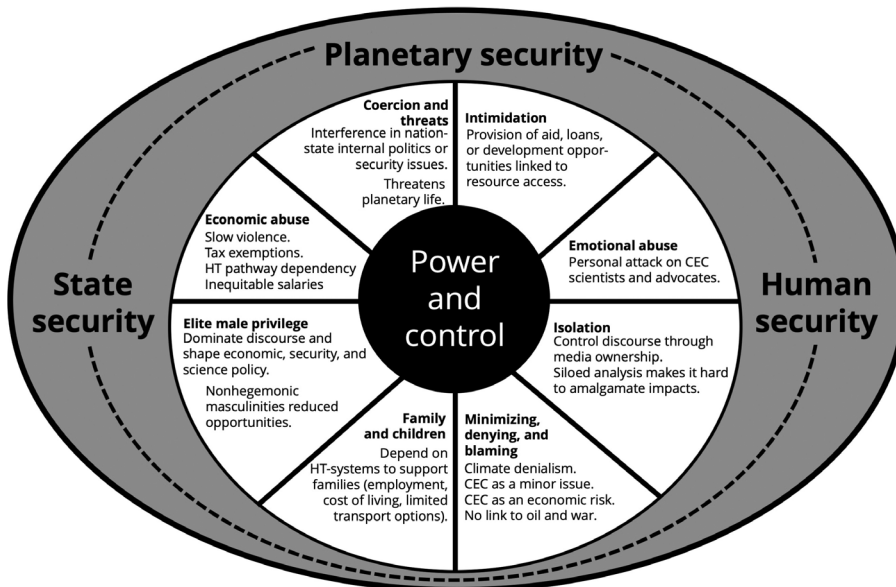 Planetary security
Coercion and
threats
Interference in nation-
state internal politics or
security issues.
Threatens
planetary life.
Intimidation
Provision of aid, loans,
or development oppor-
tunities linked to
resource access.
Economic abuse
Slow violence.
Tax exemptions.
HT pathway dependency
Inequitable salaries
Emotional abuse
Personal attack on CEC
scientists and advocates.
State
security
Power
and
control
Human
security
Elite male privilege
Dominate discourse and
shape economic, security, and
science policy.
Nonhegemonic
masculinities reduced
opportunities.
Isolation
Control discourse through
media ownership.
Siloed analysis makes it hard
to amalgamate impacts.
Family
and children
Depend on
HT-systems to support
families (employment,
cost of living, limited
transport options).
Minimizing,
denying, and
blaming
Climate denialism.
CEC as a minor issue.
CEC as an economic risk.
No link to oil and war.